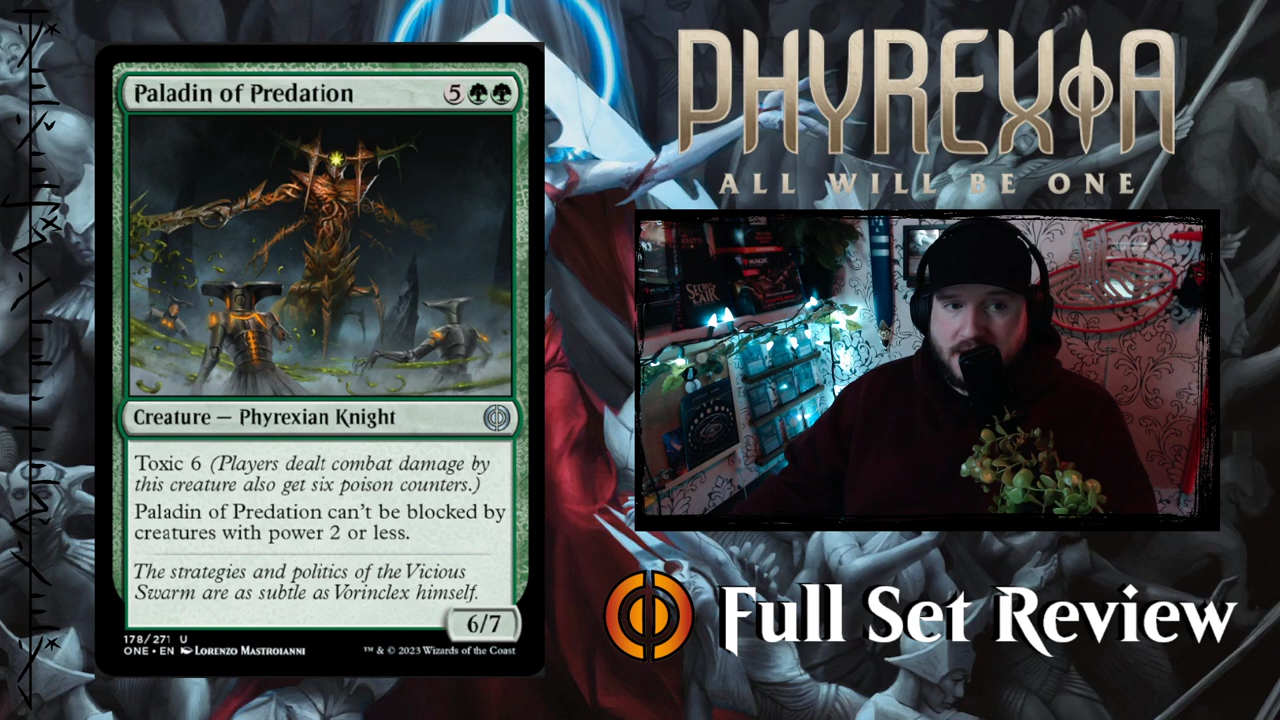 Paladin of Predation 5
Creature — Phyrexian Knight
Toxic 6 (Players dealt combat damage by
this creature also get six poison counters.)
Paladin of Predation can't be blocked by
creatures with power 2 or less.
The strategies and politics of the Vicious
Swarm are as subtle as Vorinclex himself.
6/7
178/271 U
ONE • EN Lorenzo Mastroianni
™ & © 2023 Wizards of the Coast
PHYREXIA
ALL WILL BE ONE
SECRET
LAIR
MAGIC
Full Set Review